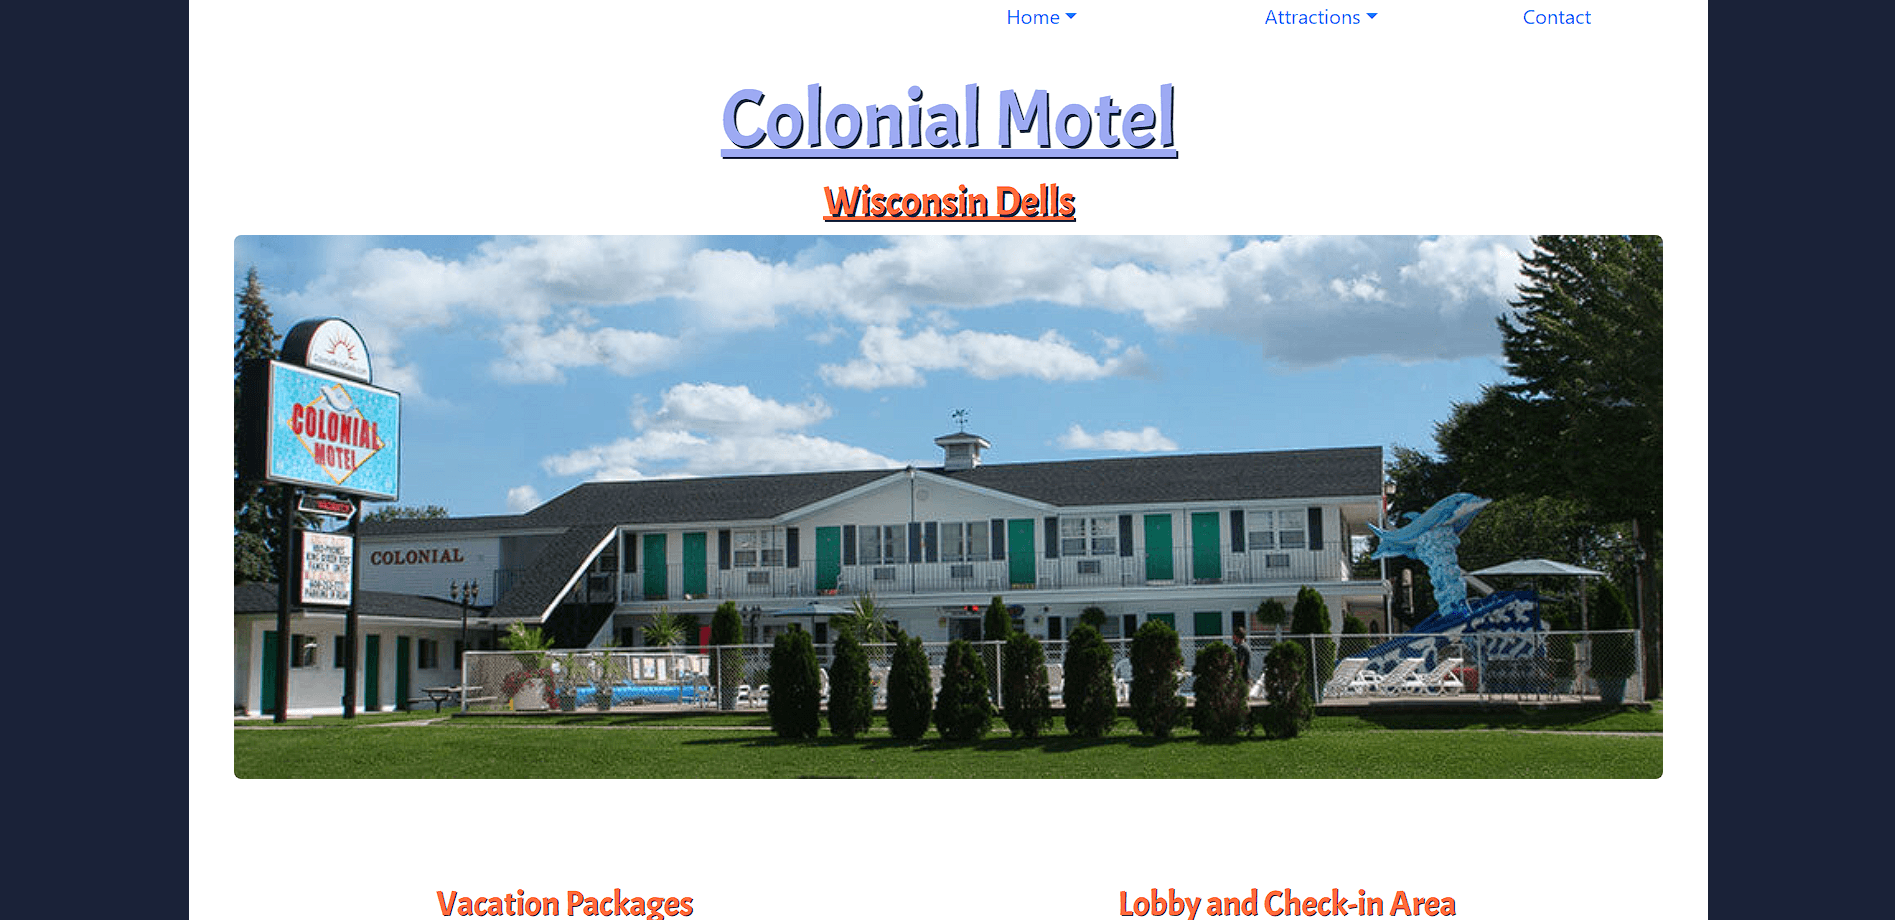 Home
Attractions
Contact
Colonial Motel
Wisconsin Dells
COLONIAL
MOTEL
COLONIAL
Vacation Packages
Lobby and Check-in Area